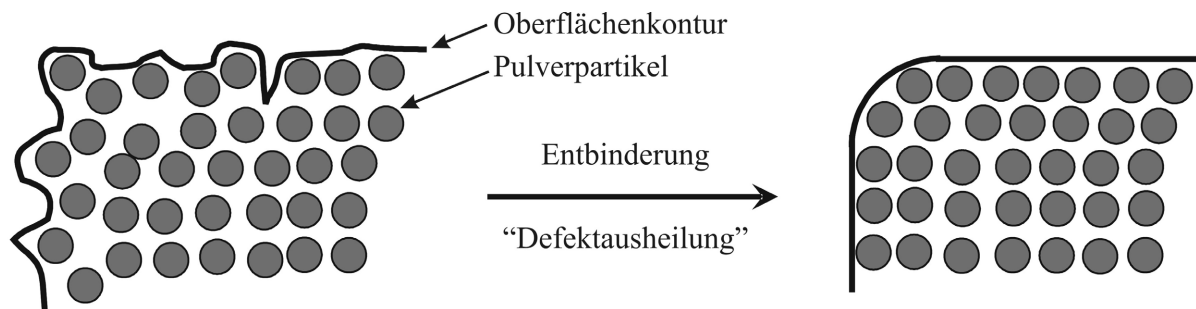 Oberflächenkontur
Pulverpartikel
Entbinderung
“Defektausheilung”